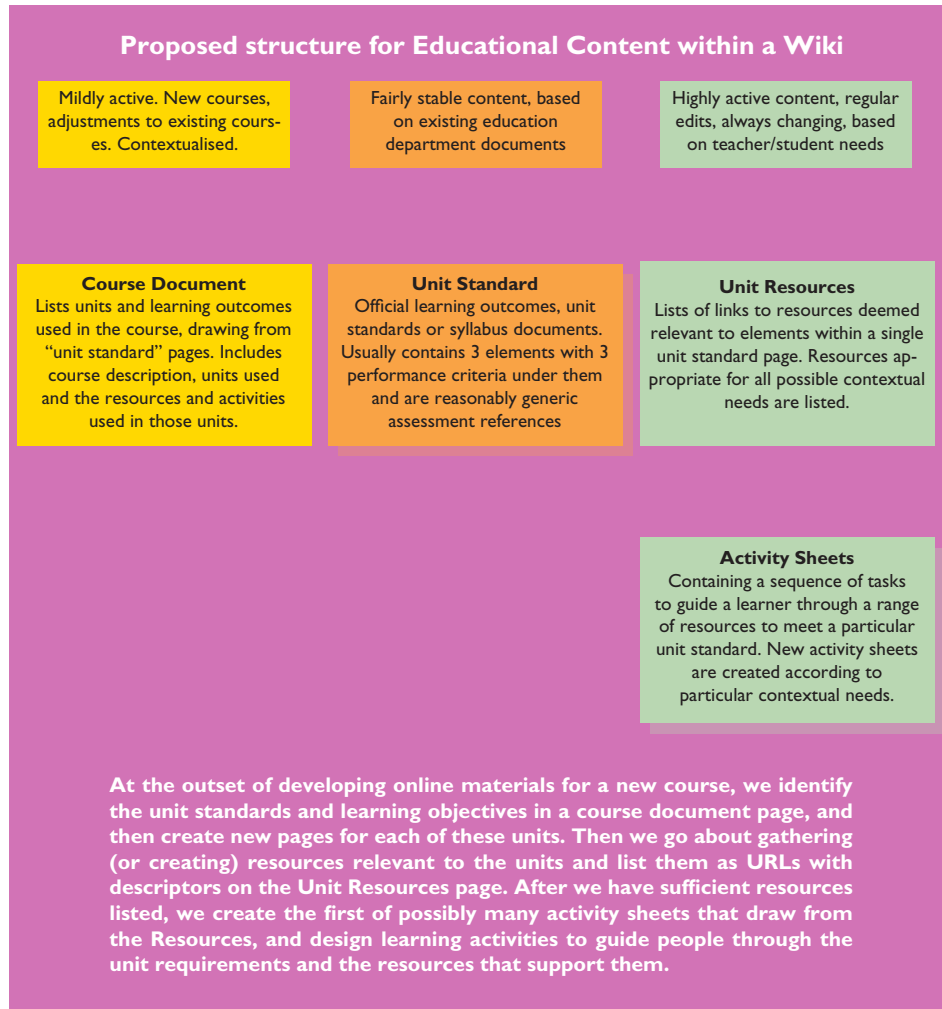 Proposed structure for Educational Content within a Wiki
Mildly active. New courses,
adjustments to existing cours-
es. Contextualised.
Fairly stable content, based
on existing education
department documents
Highly active content, regular
edits, always changing, based
on teacher/student needs
Course Document
Lists units and learning outcomes
used in the course, drawing from
“unit standard” pages. Includes
course description, units used
and the resources and activities
used in those units.
Unit Standard
Official learning outcomes, unit
standards or syllabus documents.
Usually contains 3 elements with 3
performance criteria under them
and are reasonably generic
assessment references
Unit Resources
Lists of links to resources deemed
relevant to elements within a single
unit standard page. Resources ap-
propriate for all possible contextual
needs are listed.
Activity Sheets
Containing a sequence of tasks
to guide a learner through a range
of resources to meet a particular
unit standard. New activity sheets
are created according to
particular contextual needs.
At the outset of developing online materials for a new course, we identify
the unit standards and learning objectives in a course document page, and
then create new pages for each of these units. Then we go about gathering
(or creating) resources relevant to the units and list them as URLs with
descriptors on the Unit Resources page. After we have sufficient resources
listed, we create the first of possibly many activity sheets that draw from
the Resources, and design learning activities to guide people through the
unit requirements and the resources that support them.